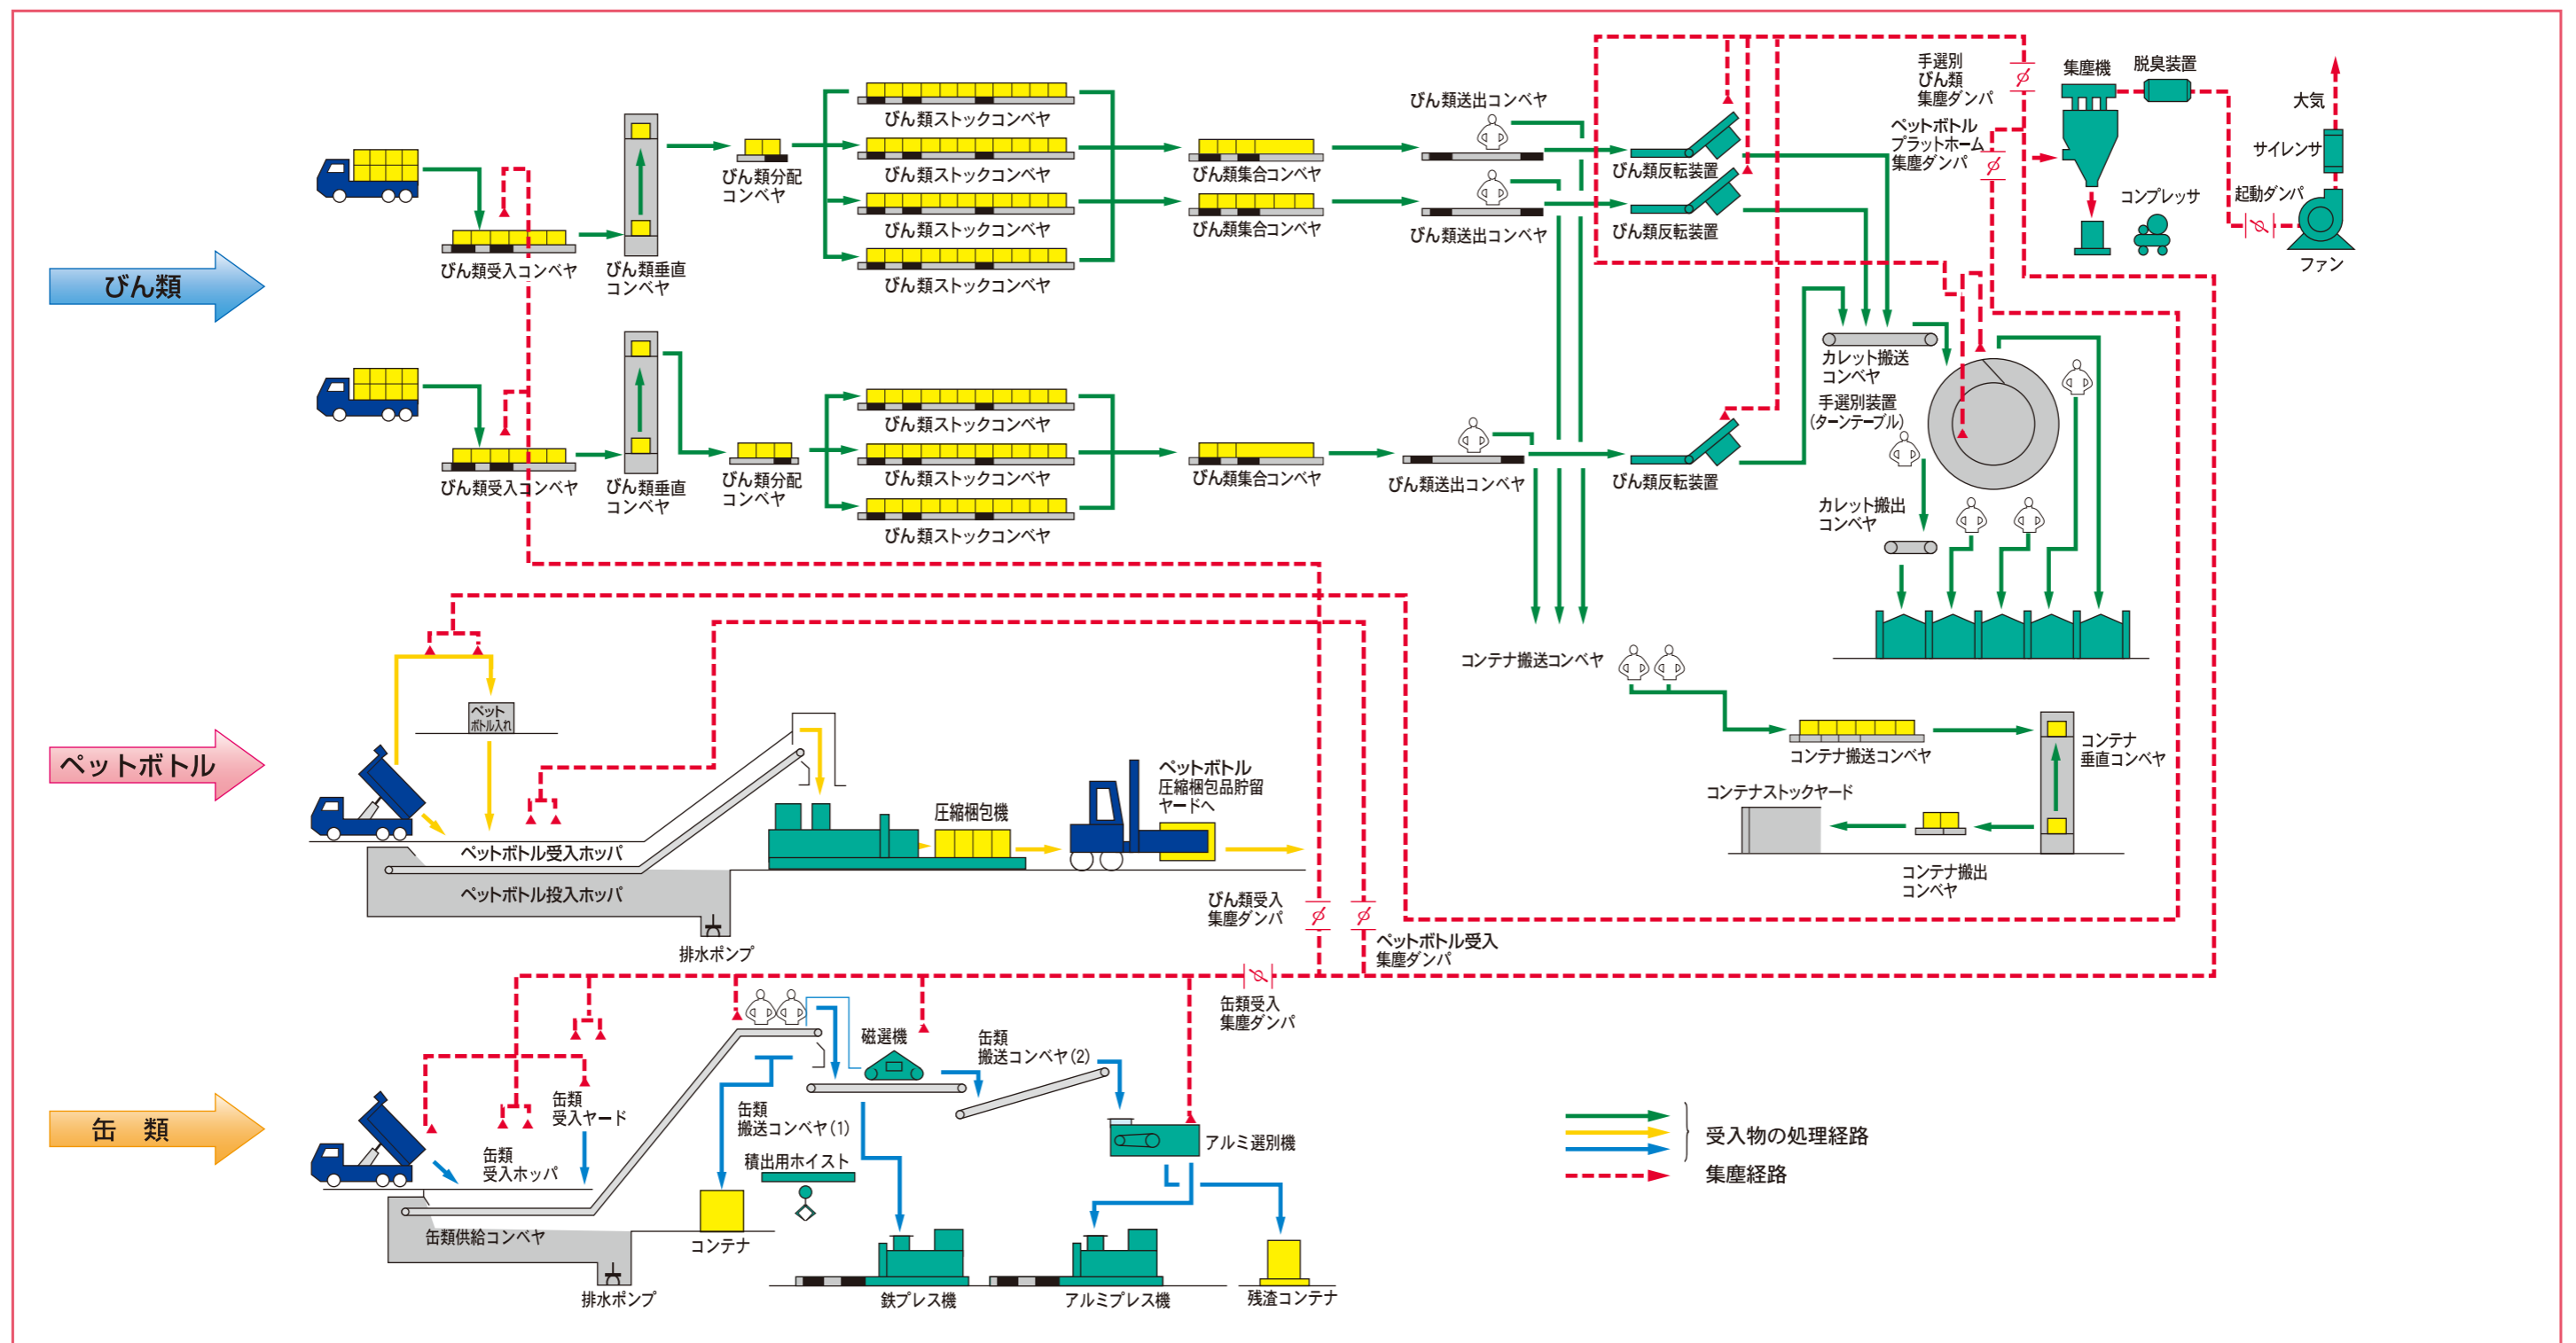 びん類
びん類受入コンベヤ
びん類垂直
コンベヤ
びん類分配
コンベヤ
びん類ストックコンベヤ
びん類ストックコンベヤ
びん類ストックコンベヤ
びん類ストックコンベヤ
びん類集合コンベヤ
びん類集合コンベヤ
びん類送出コンベヤ
びん類送出コンベヤ
びん類反転装置
びん類反転装置
手選別
びん類
集塵ダンパ
ペットボトル
プラットホーム
集塵ダンパ
集塵機
脱臭装置
大気
サイレンサ
コンプレッサ
起動ダンパ
ファン
びん類受入コンベヤ
びん類垂直
コンベヤ
びん類分配
コンベヤ
びん類ストックコンベヤ
びん類ストックコンベヤ
びん類ストックコンベヤ
びん類集合コンベヤ
びん類送出コンベヤ
びん類反転装置
カレット搬送
コンベヤ
手選別装置
(ターンテーブル)
カレット搬出
コンベヤ
コンテナ搬送コンベヤ
コンテナ搬送コンベヤ
コンテナ
垂直コンベヤ
コンテナストックヤード
コンテナ搬出
コンベヤ
ペットボトル
ペット
ボトル入れ
ペットボトル受入ホッパ
ペットボトル投入ホッパ
排水ポンプ
圧縮梱包機
ペットボトル
圧縮梱包品貯留
ヤードへ
びん類受入
集塵ダンパ
ペットボトル受入
集塵ダンパ
缶類受入
集塵ダンパ
缶　類
缶類
受入ヤード
缶類
受入ホッパ
缶類供給コンベヤ
排水ポンプ
コンテナ
缶類
搬送コンベヤ(1)
積出用ホイスト
磁選機
缶類
搬送コンベヤ(2)
アルミ選別機
鉄プレス機
アルミプレス機
残渣コンテナ
受入物の処理経路
集塵経路